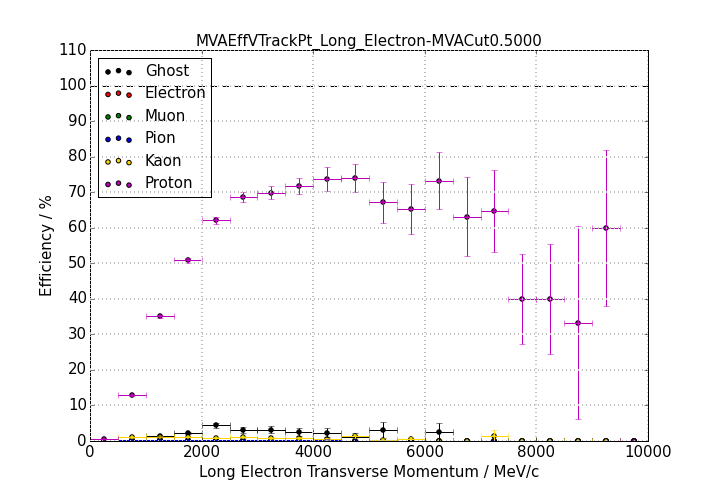 MVAEffVTrackPt_Long_Electron-MVACut0.5000
110
100
90
80
70
60
50
40
30
20
10
0
Efficiency / %
Ghost
Electron
Muon
Pion
Kaon
Proton
0 2000 4000 6000 8000 10000
Long Electron Transverse Momentum / MeV/c